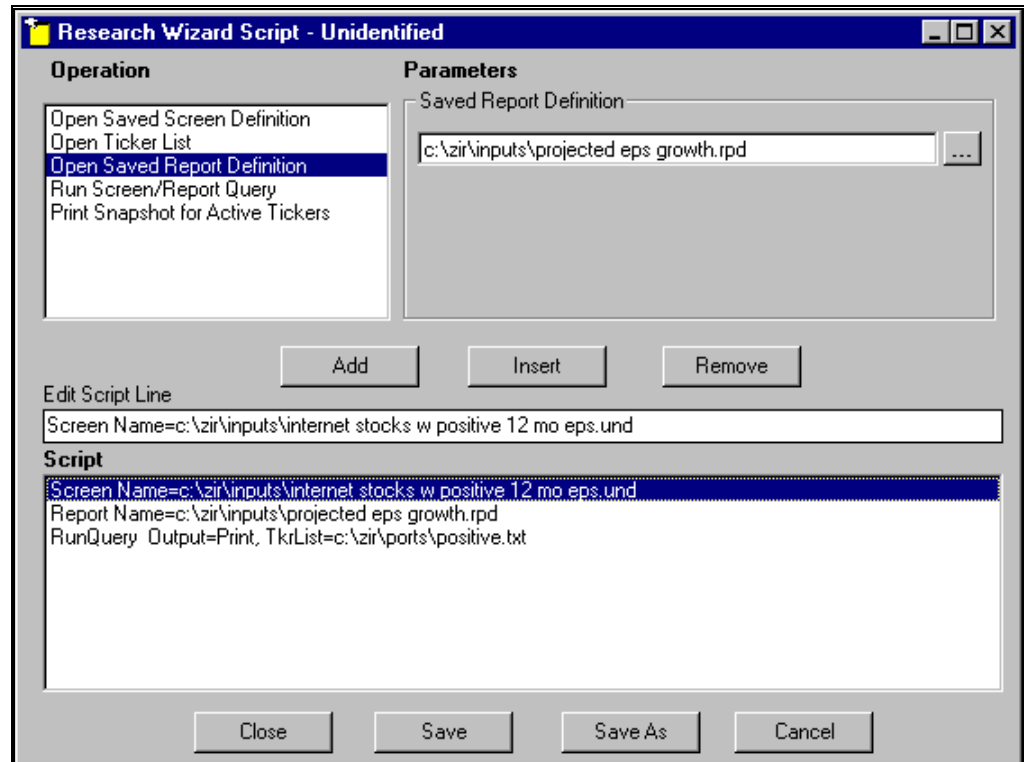 Research Wizard Script - Unidentified
Operation
Parameters
Open Saved Screen Definition
Open Ticker List
Open Saved Report Definition
Run Screen/Report Query
Print Snapshot for Active Tickers
Saved Report Definition
c:\zir\inputs\projected eps growth.rpd
...
Add
Insert
Remove
Edit Script Line
Screen Name=c:\zir\inputs\internet stocks w positive 12 mo eps.und
Script
Screen Name=c:\zir\inputs\internet stocks w positive 12 mo eps.und
Report Name=c:\zir\inputs\projected eps growth.rpd
RunQuery  Output=Print, TkrList=c:\zir\ports\positive.txt
Close
Save
Save As
Cancel